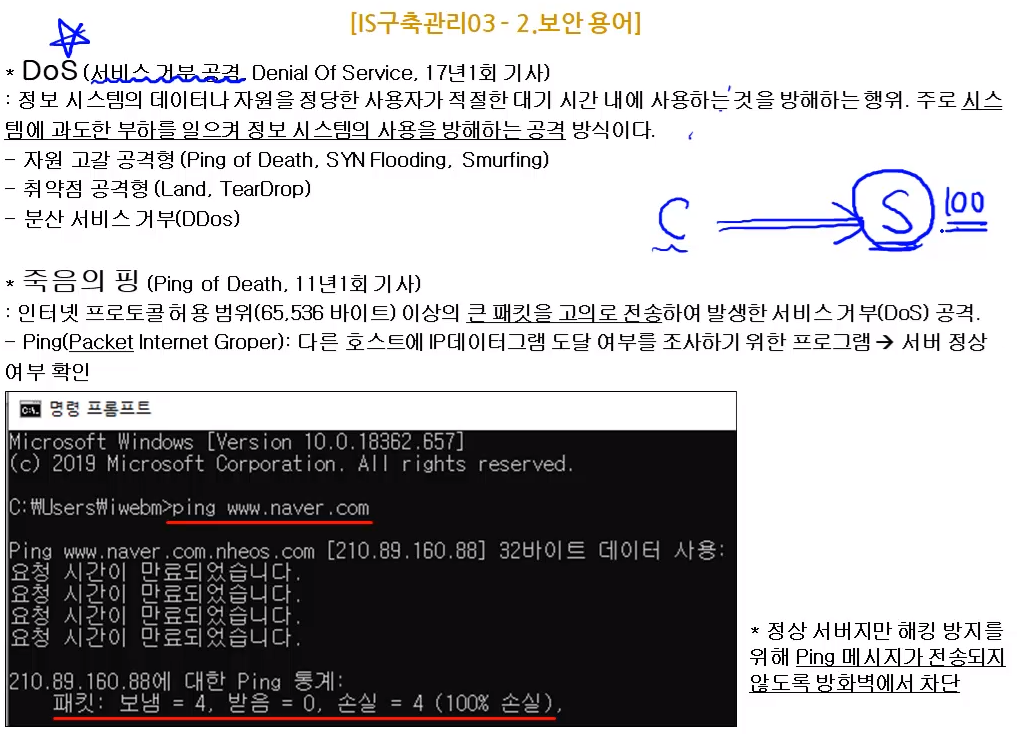 [IS구축관리03 - 2.보안 용어]
* DoS (서비스 거부 공격, Denial Of Service, 17년1회 기사)
: 정보 시스템의 데이터나 자원을 정당한 사용자가 적절한 대기 시간 내에 사용하는 것을 방해하는 행위. 주로 시스
템에 과도한 부하를 일으켜 정보 시스템의 사용을 방해하는 공격 방식이다.
- 자원 고갈 공격형 (Ping of Death, SYN Flooding, Smurfing)
- 취약점 공격형 (Land, TearDrop)
- 분산 서비스 거부(DDos)
C → S 100
* 죽음의 핑 (Ping of Death, 11년1회 기사)
: 인터넷 프로토콜 허용 범위(65,536 바이트) 이상의 큰 패킷을 고의로 전송하여 발생한 서비스 거부(DoS) 공격.
- Ping(Packet Internet Groper): 다른 호스트에 IP데이터그램 도달 여부를 조사하기 위한 프로그램 → 서버 정상
여부 확인
명령 프롬프트
Microsoft Windows [Version 10.0.18362.657]
(c) 2019 Microsoft Corporation. All rights reserved.
C:₩Users₩iwebm>ping www.naver.com
Ping www.naver.com.nheos.com [210.89.160.88] 32바이트 데이터 사용:
요청 시간이 만료되었습니다.
요청 시간이 만료되었습니다.
요청 시간이 만료되었습니다.
요청 시간이 만료되었습니다.
210.89.160.88에 대한 Ping 통계:
패킷: 보냄 = 4, 받음 = 0, 손실 = 4 (100% 손실),
* 정상 서버지만 해킹 방지를
위해 Ping 메시지가 전송되지
않도록 방화벽에서 차단